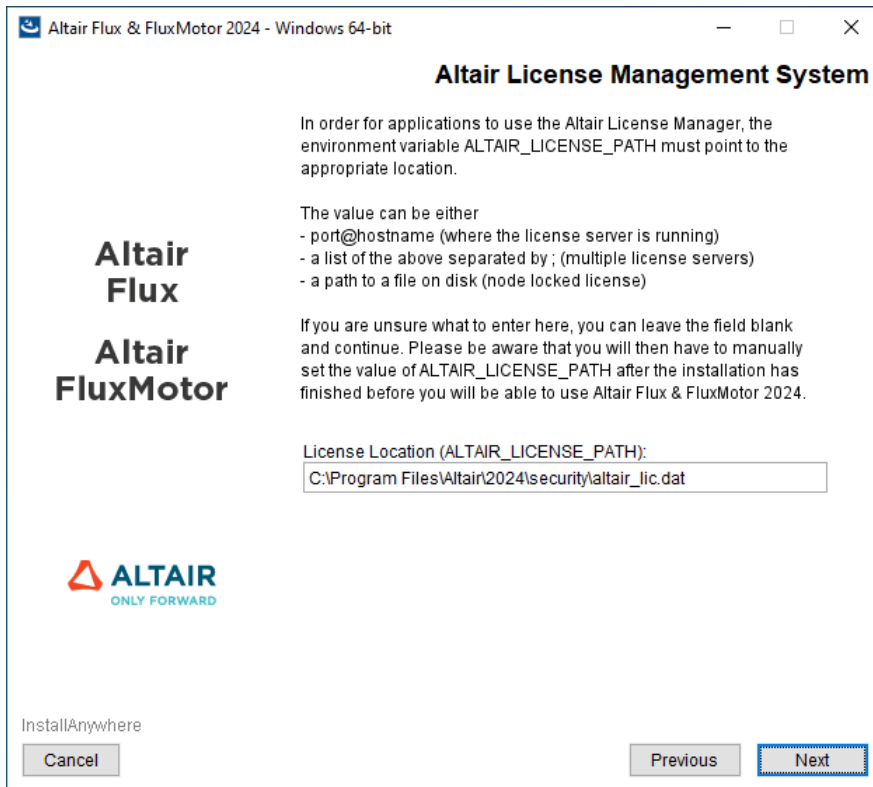 Altair Flux & FluxMotor 2024 - Windows 64-bit
Altair License Management System
In order for applications to use the Altair License Manager, the
environment variable ALTAIR_LICENSE_PATH must point to the
appropriate location.
The value can be either
- port@hostname (where the license server is running)
- a list of the above separated by ; (multiple license servers)
- a path to a file on disk (node locked license)
If you are unsure what to enter here, you can leave the field blank
and continue. Please be aware that you will then have to manually
set the value of ALTAIR_LICENSE_PATH after the installation has
finished before you will be able to use Altair Flux & FluxMotor 2024.
License Location (ALTAIR_LICENSE_PATH):
C:\Program Files\Altair\2024\security\altair_lic.dat
Altair
Flux
Altair
FluxMotor
ALTAIR
ONLY FORWARD
InstallAnywhere
Cancel
Previous
Next